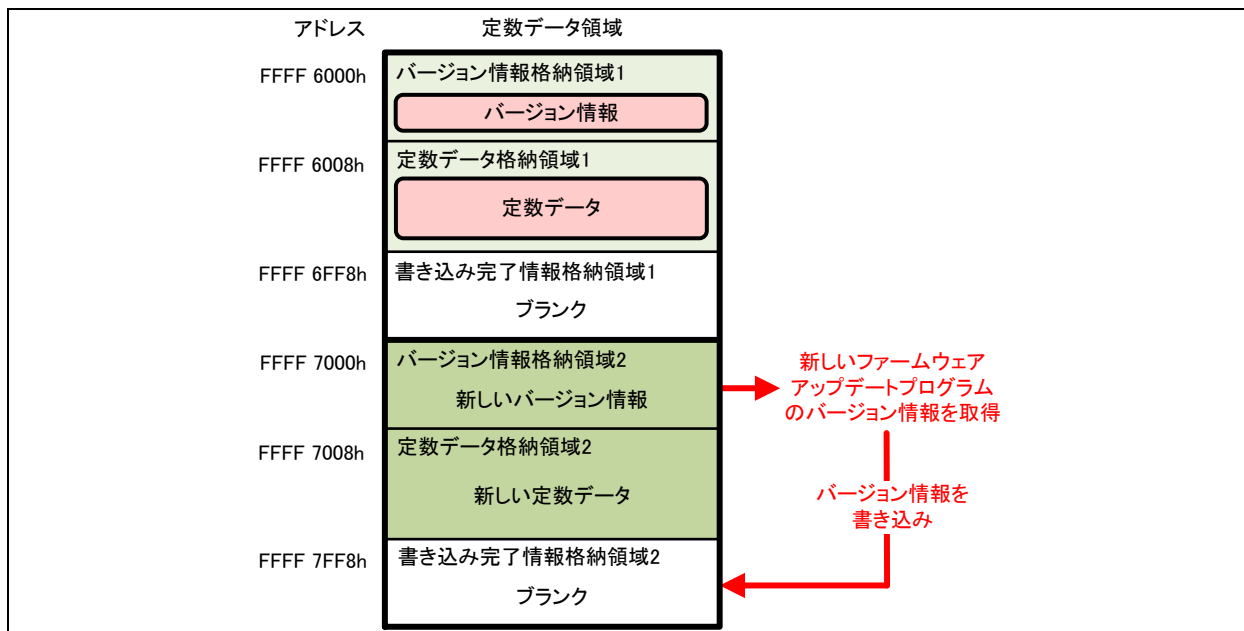 アドレス 定数データ領域
FFFF 6000h バージョン情報格納領域1
バージョン情報
FFFF 6008h 定数データ格納領域1
定数データ
FFFF 6FF8h 書き込み完了情報格納領域1
ブランク
FFFF 7000h バージョン情報格納領域2
新しいバージョン情報
新しいファームウェア
アップデートプログラム
のバージョン情報を取得
FFFF 7008h 定数データ格納領域2
新しい定数データ
バージョン情報を
書き込み
FFFF 7FF8h 書き込み完了情報格納領域2
ブランク